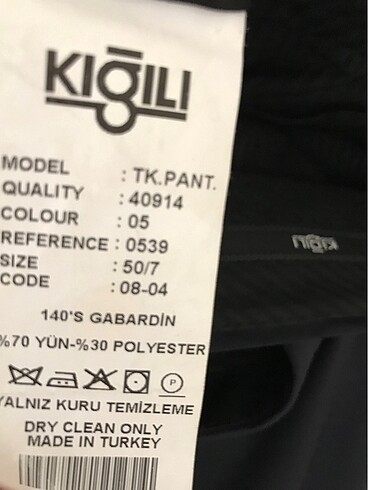 KIĞILI
MODEL : TK.PANT.
QUALITY : 40914
COLOUR : 05
REFERENCE : 0539
SIZE : 50/7
CODE : 08-04
140'S GABARDİN
%70 YÜN-%30 POLYESTER
P
YALNIZ KURU TEMİZLEME
DRY CLEAN ONLY
MADE IN TURKEY
KIĞILI